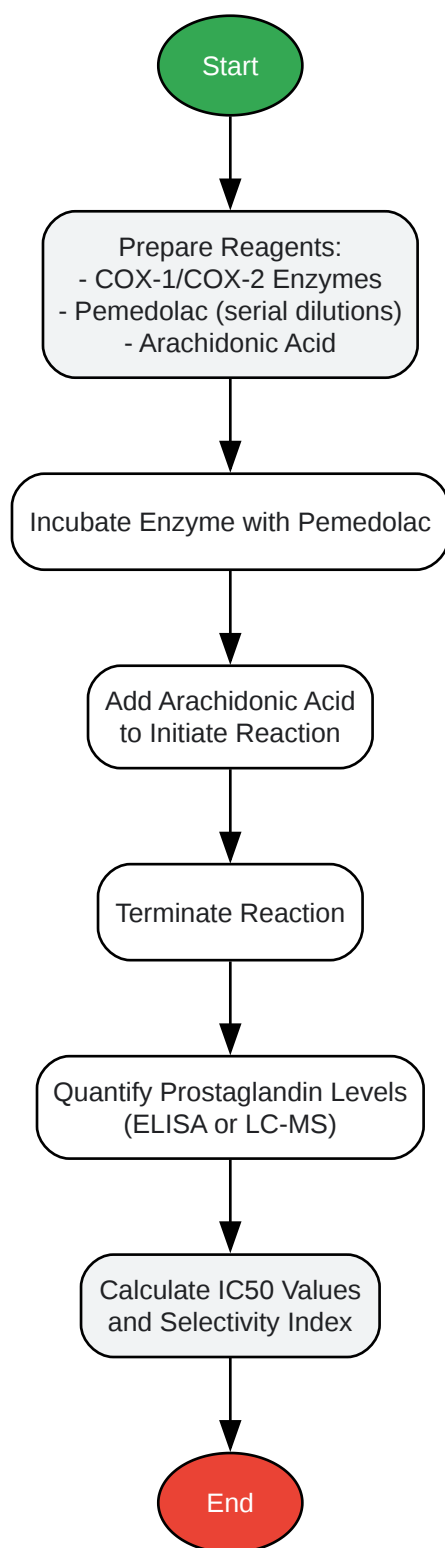 Start
Prepare Reagents:
- COX-1/COX-2 Enzymes
- Pemedolac (serial dilutions)
- Arachidonic Acid
Incubate Enzyme with Pemedolac
Add Arachidonic Acid
to Initiate Reaction
Terminate Reaction
Quantify Prostaglandin Levels
(ELISA or LC-MS)
Calculate IC50 Values
and Selectivity Index
End